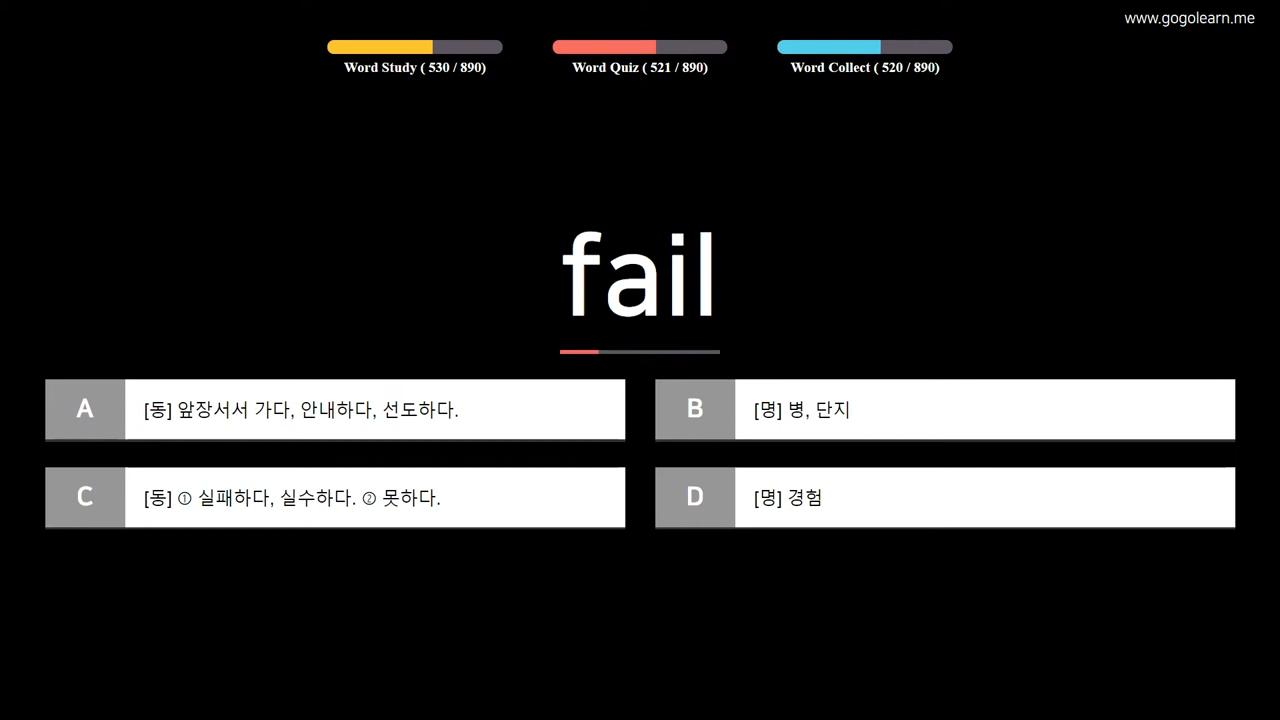 www.gogolearn.me
Word Study ( 530 / 890)
Word Quiz ( 521 / 890)
Word Collect ( 520 / 890)
fail
A [동] 앞장서서 가다, 안내하다, 선도하다.
B [명] 병, 단지
C [동] ① 실패하다, 실수하다. ② 못하다.
D [명] 경험